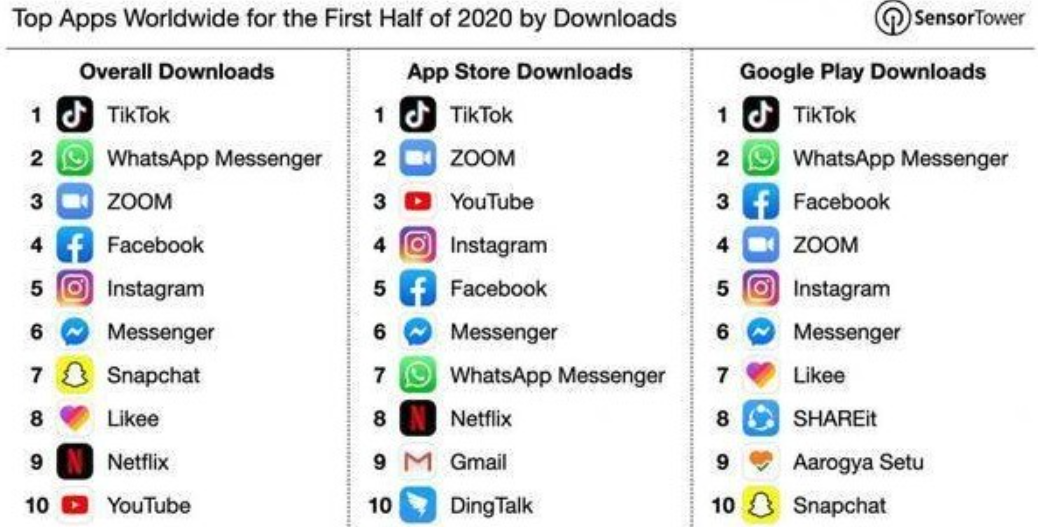 Top Apps Worldwide for the First Half of 2020 by Downloads
SensorTower
Overall Downloads
1 TikTok
2 WhatsApp Messenger
3 ZOOM
4 Facebook
5 Instagram
6 Messenger
7 Snapchat
8 Likee
9 Netflix
10 YouTube
App Store Downloads
1 TikTok
2 ZOOM
3 YouTube
4 Instagram
5 Facebook
6 Messenger
7 WhatsApp Messenger
8 Netflix
9 Gmail
10 DingTalk
Google Play Downloads
1 TikTok
2 WhatsApp Messenger
3 Facebook
4 ZOOM
5 Instagram
6 Messenger
7 Likee
8 SHAREit
9 Aarogya Setu
10 Snapchat